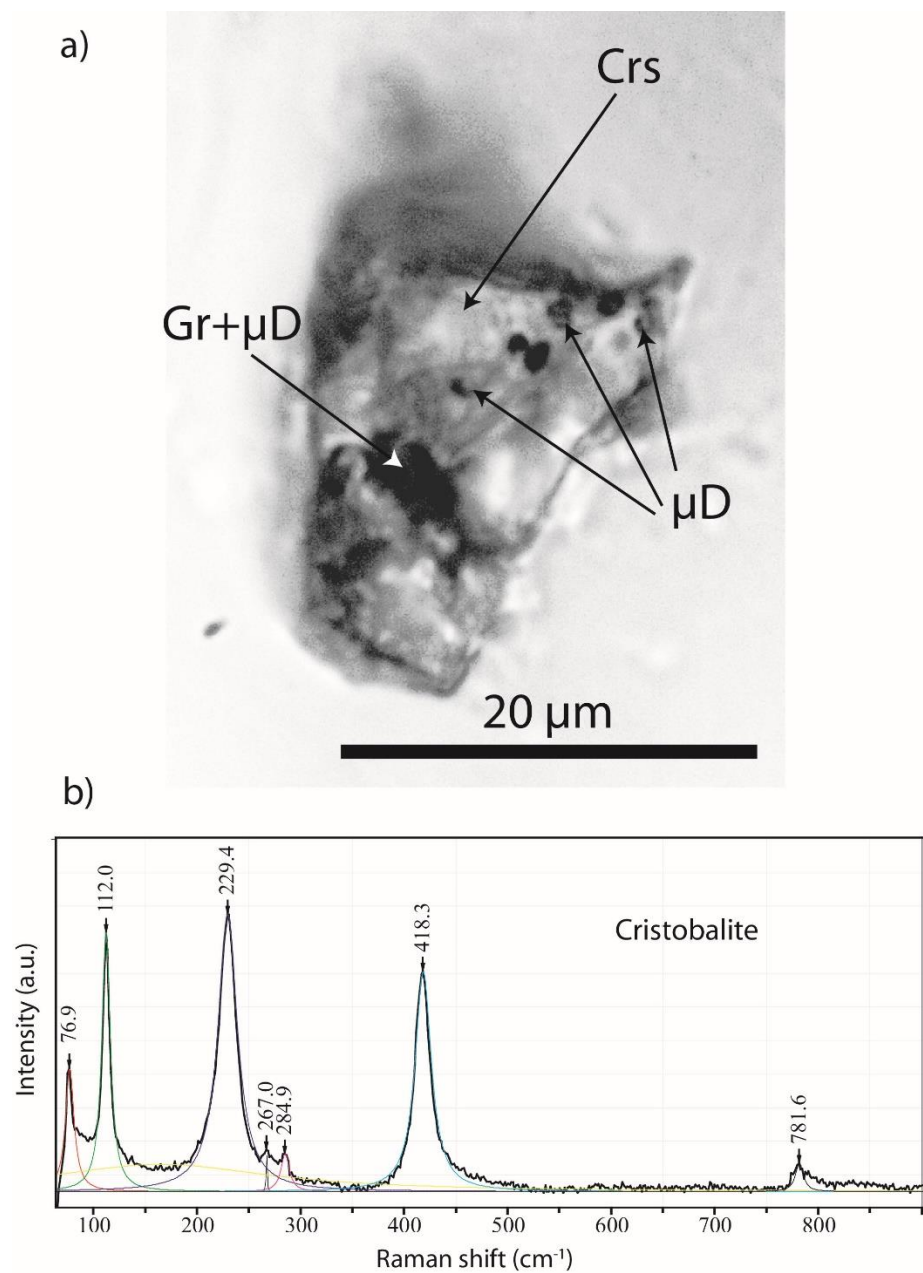 a)
Crs
Gr+μD
μD
20 μm
b)
76.9
112.0
229.4
267.0
284.9
418.3
781.6
Cristobalite
Intensity (a.u.)
100 200 300 400 500 600 700 800
Raman shift (cm⁻¹)